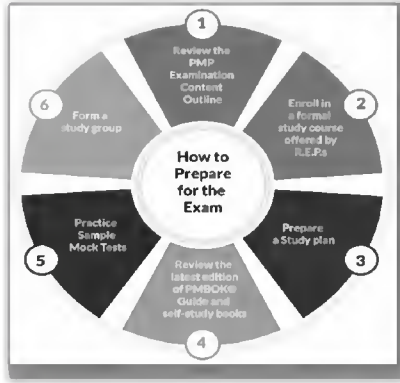 How to
Prepare
for the
Exam
1
Review the
PMP
Examination
Content
Outline
2
Enroll in
a formal
study course
offered by
R.E.P.s
3
Prepare
a Study plan
4
Review the
latest edition
of PMBOK®
Guide and
self-study books
5
Practice
Sample
Mock Tests
6
Form a
study group